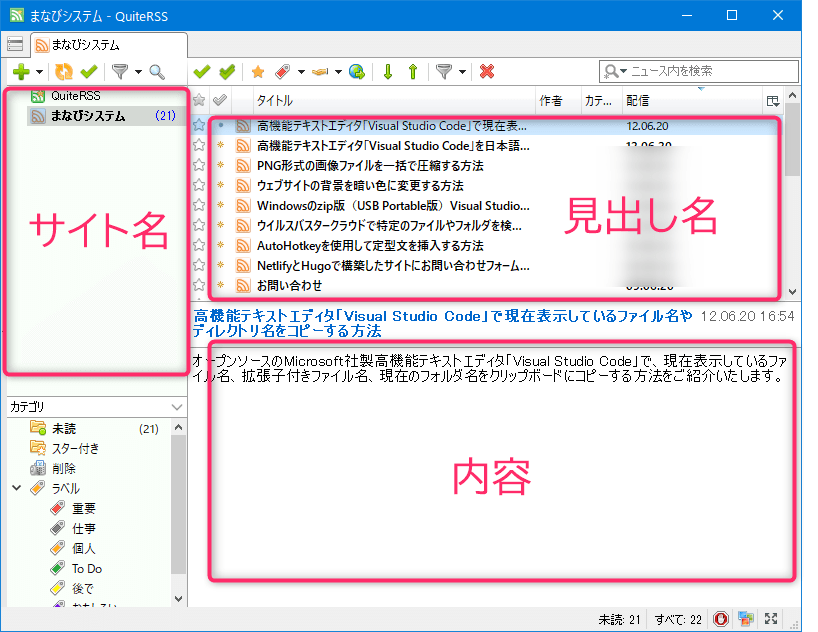 まなびシステム - QuiteRSS
まなびシステム
ニュース内を検索
QuiteRSS
まなびシステム (21)
サイト名
タイトル 作者 カテ... 配信
高機能テキストエディタ「Visual Studio Code」で現在表... 12.06.20
高機能テキストエディタ「Visual Studio Code」を日本語... 12.06.20
PNG形式の画像ファイルを一括で圧縮する方法
ウェブサイトの背景を暗い色に変更する方法
Windowsのzip版（USB Portable版）Visual Studio...
ウイルスバスタークラウドで特定のファイルやフォルダを検...
AutoHotkeyを使用して定型文を挿入する方法
NetlifyとHugoで構築したサイトにお問い合わせフォーム...
お問い合わせ 09.06.20
見出し名
高機能テキストエディタ「Visual Studio Code」で現在表示しているファイル名や 12.06.20 16:54
ディレクトリ名をコピーする方法
オープンソースのMicrosoft社製高機能テキストエディタ「Visual Studio Code」で、現在表示しているファ
イル名、拡張子付きファイル名、現在のフォルダ名をクリップボードにコピーする方法をご紹介いたします。
内容
カテゴリ
未読 (21)
スター付き
削除
ラベル
重要
仕事
個人
To Do
後で
おもしろい
未読: 21 すべて: 22